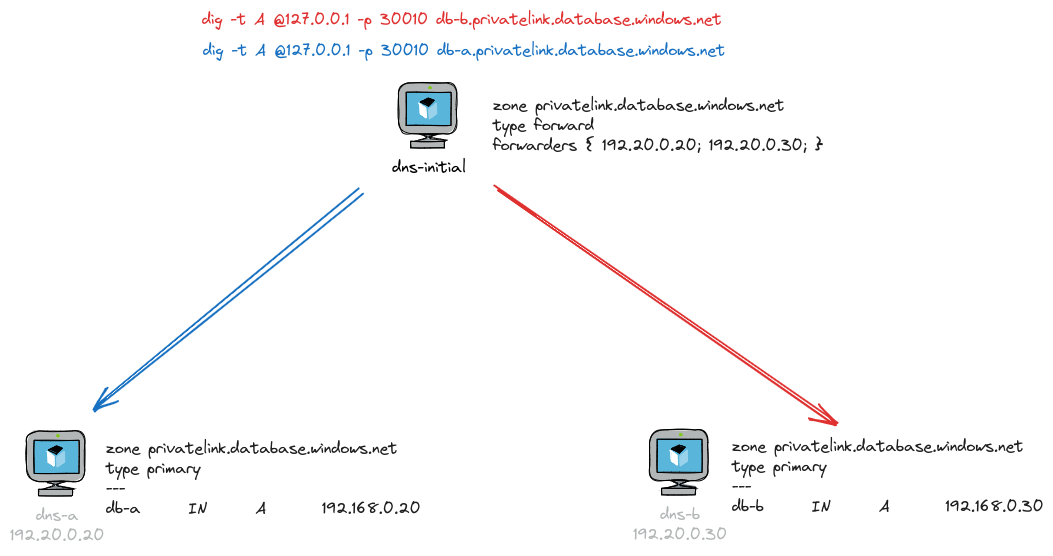 dig -t A @127.0.0.1 -p 30010 db-b.privatelink.database.windows.net
dig -t A @127.0.0.1 -p 30010 db-a.privatelink.database.windows.net
zone privatelink.database.windows.net
type forward
forwarders { 192.20.0.20; 192.20.0.30; }
dns-initial
zone privatelink.database.windows.net
type primary
---
db-a IN A 192.168.0.20
dns-a
192.20.0.20
zone privatelink.database.windows.net
type primary
---
db-b IN A 192.168.0.30
dns-b
192.20.0.30